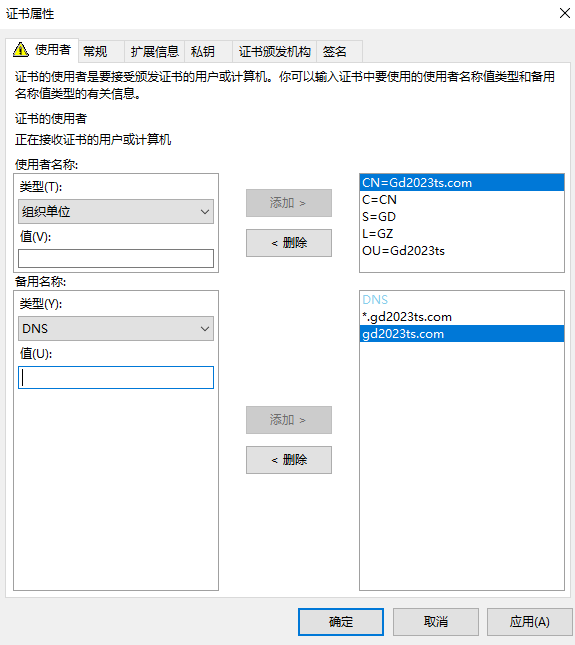 证书属性
使用者 常规 扩展信息 私钥 证书颁发机构 签名
证书的使用者是要接受颁发证书的用户或计算机。你可以输入证书中要使用的使用者名称值类型和备用
名称值类型的有关信息。
证书的使用者
正在接收证书的用户或计算机
使用者名称:
类型(T):
组织单位
值(V):
添加 >
< 删除
CN=Gd2023ts.com
C=CN
S=GD
L=GZ
OU=Gd2023ts
备用名称:
类型(Y):
DNS
值(U):
添加 >
< 删除
DNS
*.gd2023ts.com
gd2023ts.com
确定 取消 应用(A)